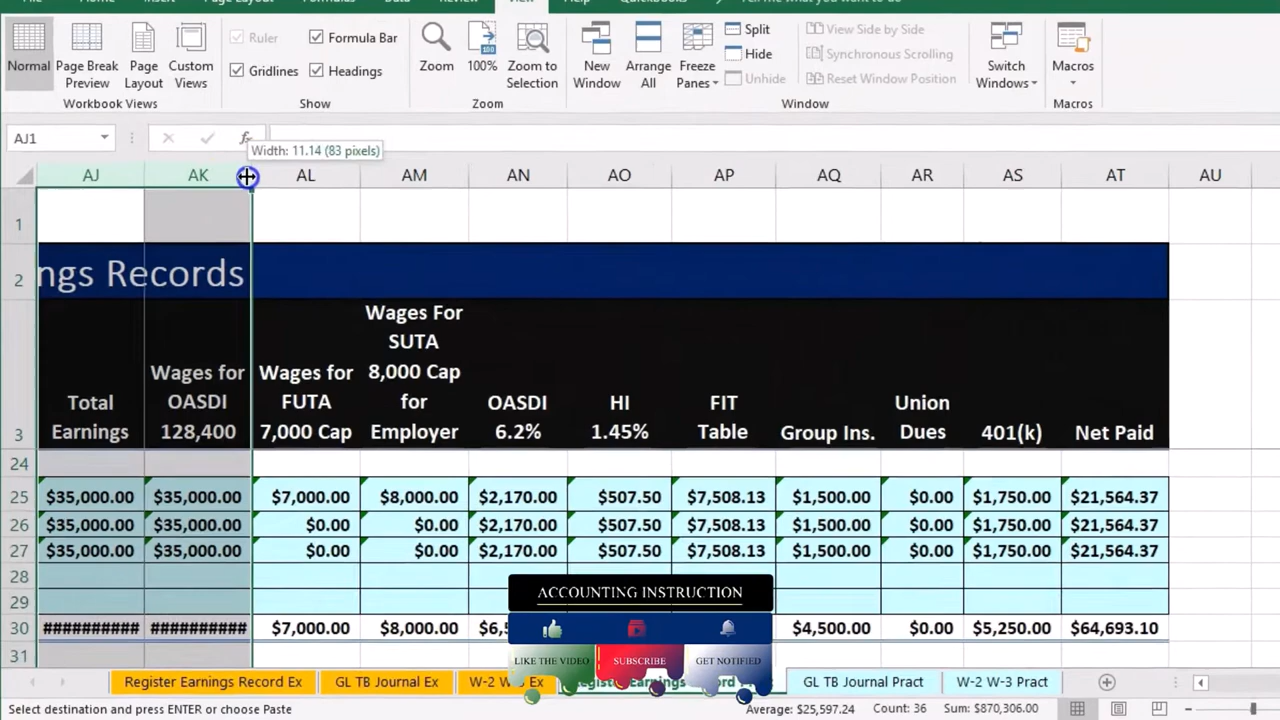 View
Help
Normal
Page Break Preview
Page Layout
Custom Views
Workbook Views
Ruler
Formula Bar
Gridlines
Headings
Show
Zoom
100%
Zoom to Selection
Zoom
New Window
Arrange All
Freeze Panes
Split
Hide
Unhide
View Side by Side
Synchronous Scrolling
Reset Window Position
Window
Switch Windows
Macros
Macros
AJ1
fx
Width: 11.14 (83 pixels)
AJ AK AL AM AN AO AP AQ AR AS AT AU
1
2 ngs Records
3 Total Earnings
Wages for OASDI 128,400
Wages for FUTA 7,000 Cap
Wages For SUTA 8,000 Cap for Employer
OASDI 6.2%
HI 1.45%
FIT Table
Group Ins.
Union Dues
401(k)
Net Paid
24
25 $35,000.00 $35,000.00 $7,000.00 $8,000.00 $2,170.00 $507.50 $7,508.13 $1,500.00 $0.00 $1,750.00 $21,564.37
26 $35,000.00 $35,000.00 $0.00 $0.00 $2,170.00 $507.50 $7,508.13 $1,500.00 $0.00 $1,750.00 $21,564.37
27 $35,000.00 $35,000.00 $0.00 $0.00 $2,170.00 $507.50 $7,508.13 $1,500.00 $0.00 $1,750.00 $21,564.37
28
29
30 ########## ########## $7,000.00 $8,000.00 $6,5 $4,500.00 $0.00 $5,250.00 $64,693.10
31
ACCOUNTING INSTRUCTION
LIKE THE VIDEO SUBSCRIBE GET NOTIFIED
Register Earnings Record Ex GL TB Journal Ex W-2 W-3 Ex GL TB Journal Pract W-2 W-3 Pract
Select destination and press ENTER or choose Paste Average: $25,597.24 Count: 36 Sum: $870,306.00